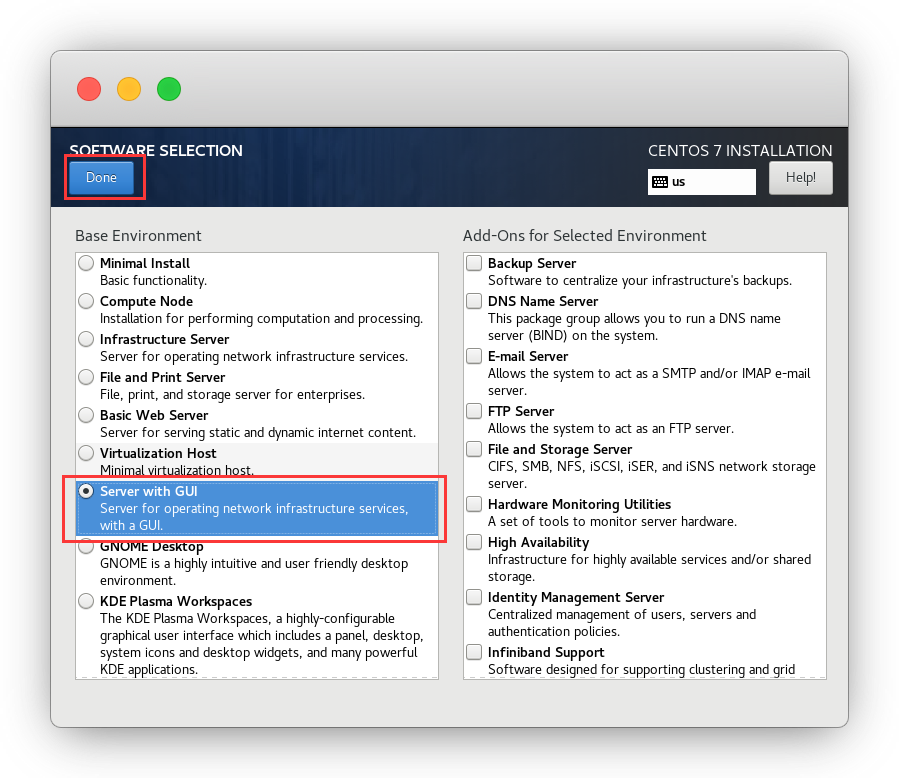 SOFTWARE SELECTION
CENTOS 7 INSTALLATION
Done
us
Help!
Base Environment
Minimal Install
Basic functionality.
Compute Node
Installation for performing computation and processing.
Infrastructure Server
Server for operating network infrastructure services.
File and Print Server
File, print, and storage server for enterprises.
Basic Web Server
Server for serving static and dynamic internet content.
Virtualization Host
Minimal virtualization host.
Server with GUI
Server for operating network infrastructure services,
with a GUI.
GNOME Desktop
GNOME is a highly intuitive and user friendly desktop
environment.
KDE Plasma Workspaces
The KDE Plasma Workspaces, a highly-configurable
graphical user interface which includes a panel, desktop,
system icons and desktop widgets, and many powerful
KDE applications.
Add-Ons for Selected Environment
Backup Server
Software to centralize your infrastructure's backups.
DNS Name Server
This package group allows you to run a DNS name
server (BIND) on the system.
E-mail Server
Allows the system to act as a SMTP and/or IMAP e-mail
server.
FTP Server
Allows the system to act as an FTP server.
File and Storage Server
CIFS, SMB, NFS, iSCSI, iSER, and iSNS network storage
server.
Hardware Monitoring Utilities
A set of tools to monitor server hardware.
High Availability
Infrastructure for highly available services and/or shared
storage.
Identity Management Server
Centralized management of users, servers and
authentication policies.
Infiniband Support
Software designed for supporting clustering and grid